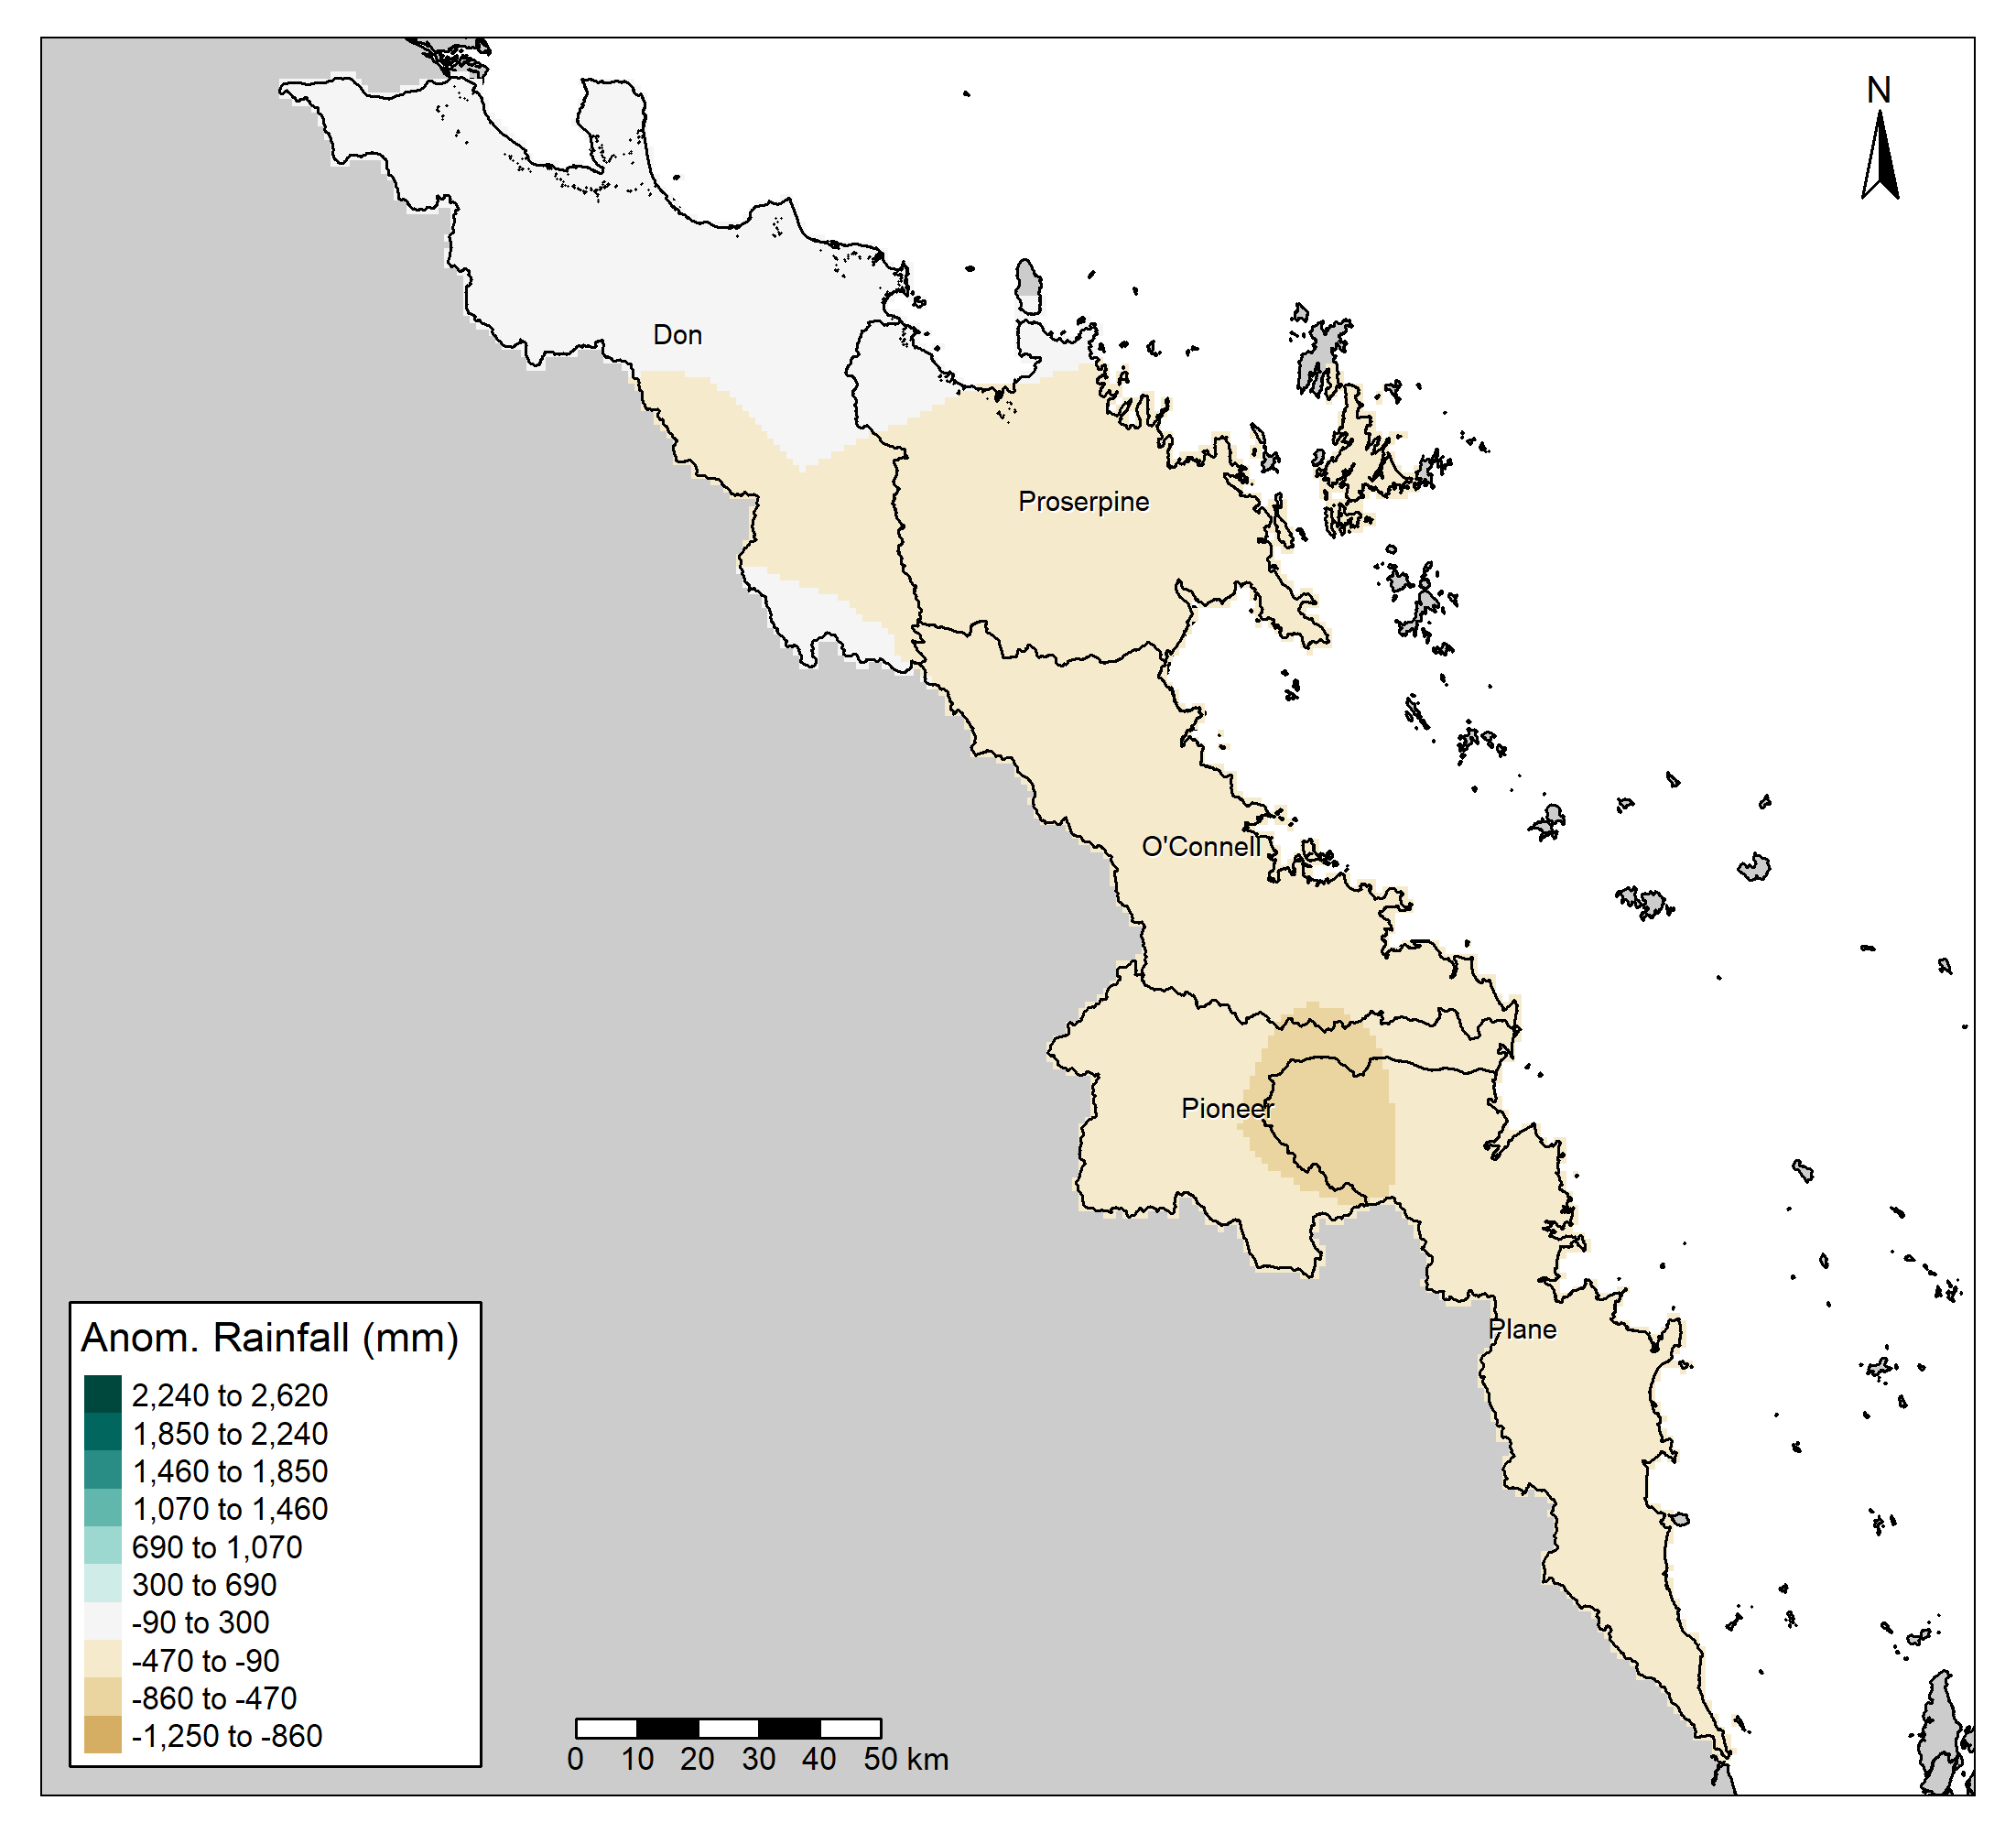 N
Don
Proserpine
O'Connell
Pioneer
Plane
Anom. Rainfall (mm)
2,240 to 2,620
1,850 to 2,240
1,460 to 1,850
1,070 to 1,460
690 to 1,070
300 to 690
-90 to 300
-470 to -90
-860 to -470
-1,250 to -860
0 10 20 30 40 50 km